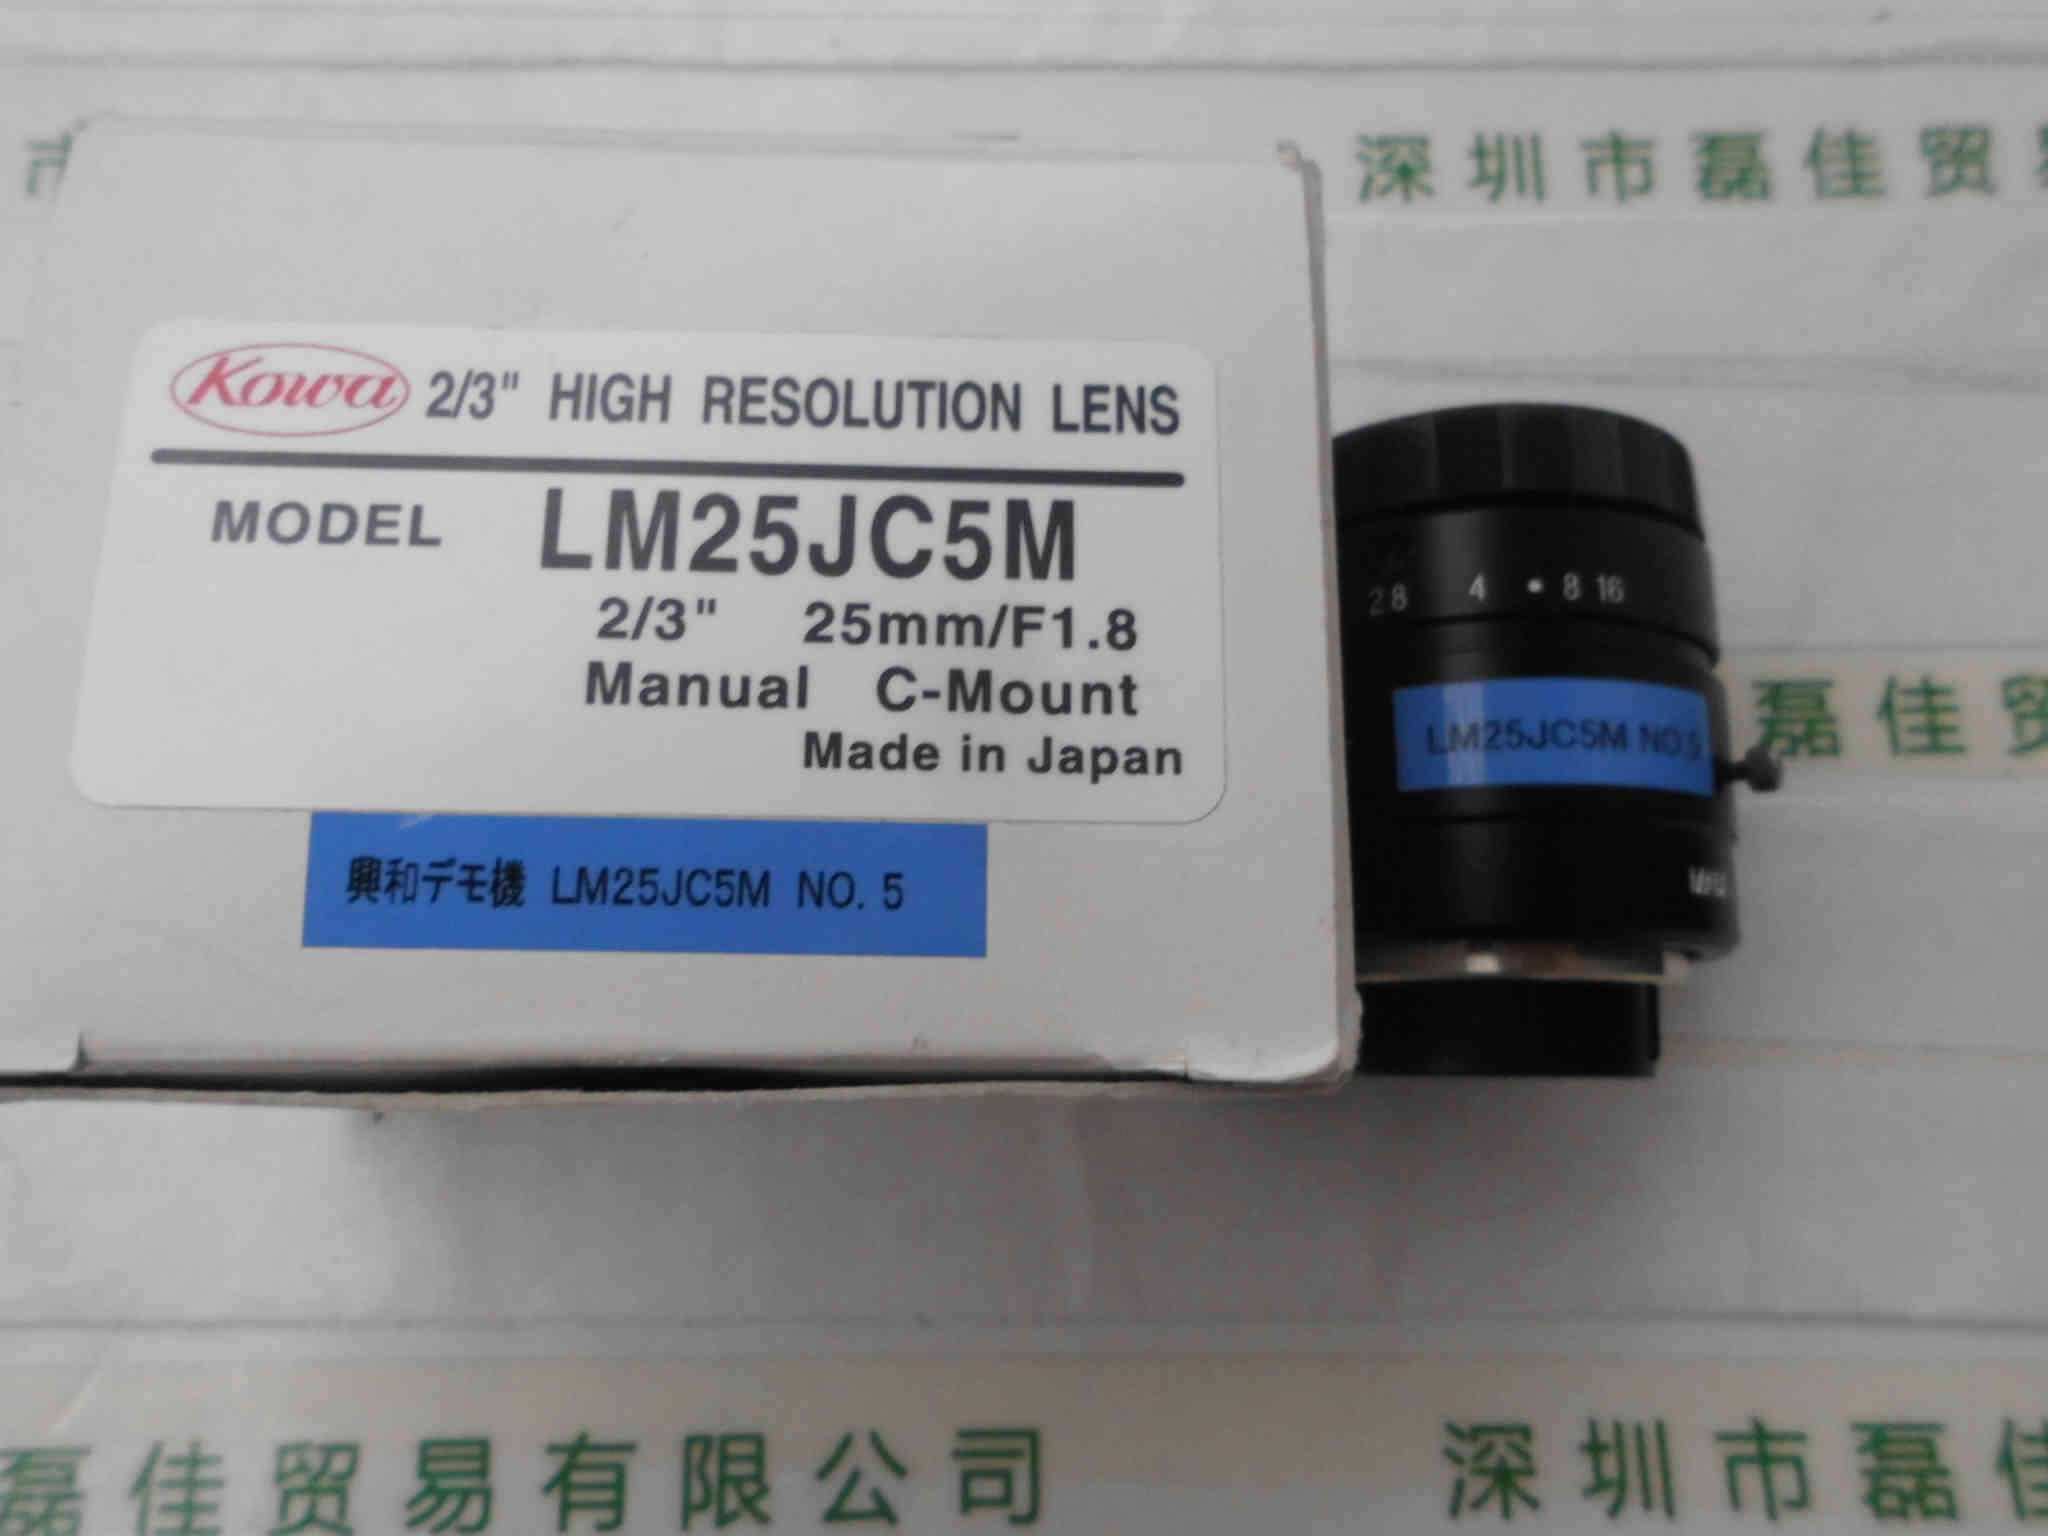 深圳市磊佳贸
Kowa 2/3" HIGH RESOLUTION LENS
MODEL LM25JC5M
2/3" 25mm/F1.8
Manual C-Mount
Made in Japan
興和デモ機 LM25JC5M NO. 5
2.8 4 • 8 16
LM25JC5M NO.5
磊佳贸
磊佳贸易有限公司 深圳市磊佳